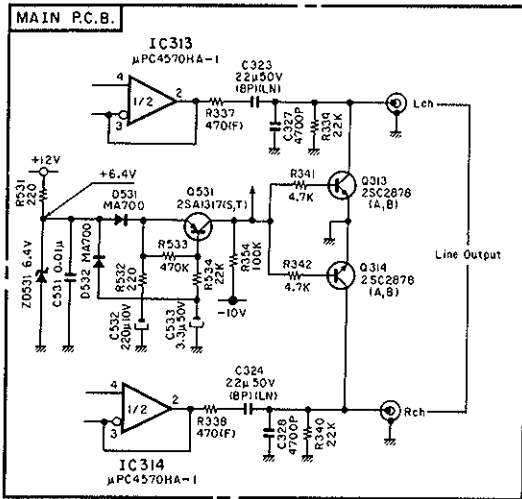 MAIN P.C.B.
IC313
μPC4570HA-1
4
2
1/2
3
R337
470(F)
C323
22μ50V
(BP)(LN)
C327
4700P
R339
22K
Lch
+12V
R531
220
+6.4V
ZD531 6.4V
C531 0.01μ
D531
MA700
D532 MA700
Q531
2SA1317(S,T)
R533
470K
R532
220
R534
22K
C532
220μ10V
C533
3.3μ50V
R354
100K
-10V
R341
4.7K
Q313
2SC2878
(A,B)
R342
4.7K
Q314
2SC2878
(A,B)
Line Output
4
2
1/2
3
R338
470(F)
C324
22μ50V
(BP)(LN)
C328
4700P
R340
22K
Rch
IC314
μPC4570HA-1